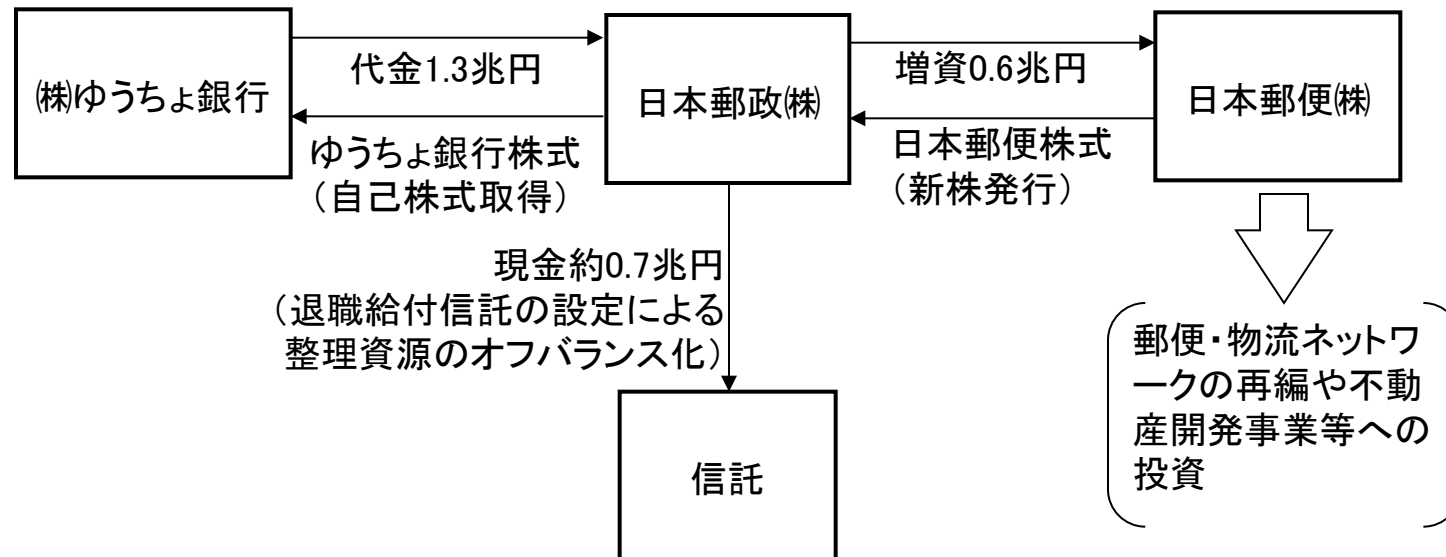 ㈱ゆうちょ銀行
代金1.3兆円
ゆうちょ銀行株式
(自己株式取得)
日本郵政㈱
増資0.6兆円
日本郵便株式
(新株発行)
日本郵便㈱
現金約0.7兆円
(退職給付信託の設定による
整理資源のオフバランス化)
信託
郵便・物流ネットワ
ークの再編や不動
産開発事業等への
投資